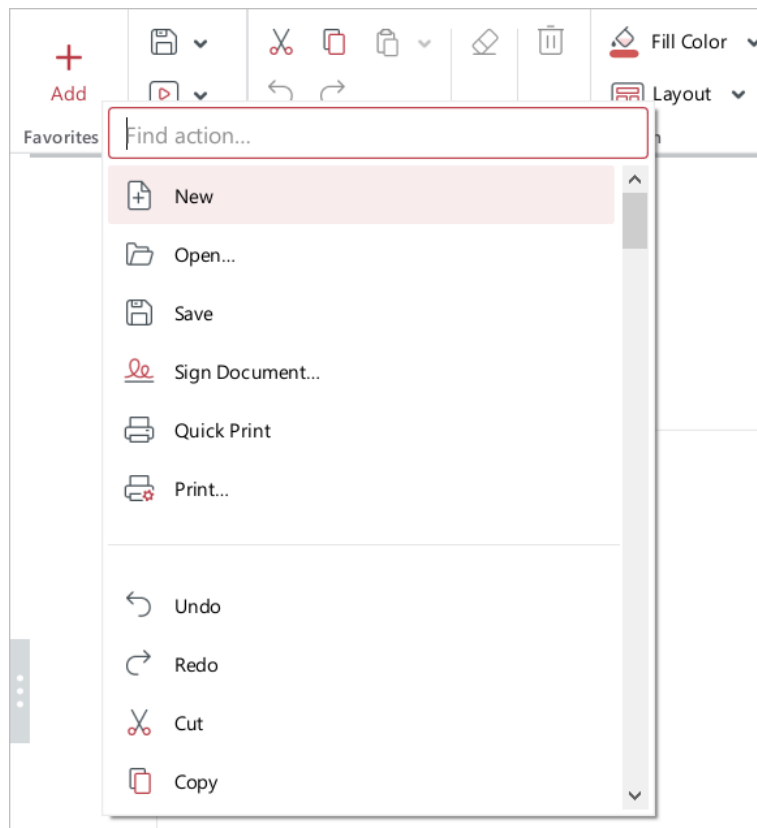 Add
Fill Color
Layout
Favorites
Find action...
New
Open...
Save
Sign Document...
Quick Print
Print...
Undo
Redo
Cut
Copy